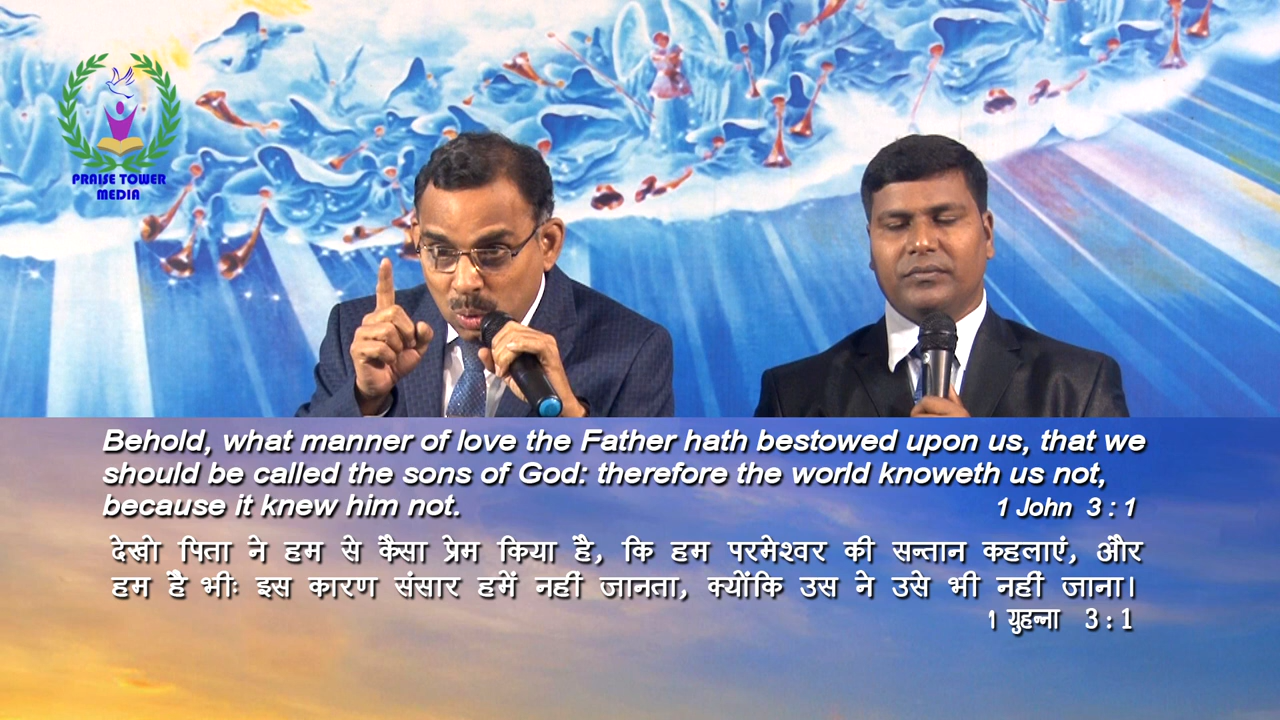 PRAISE TOWER
MEDIA
Behold, what manner of love the Father hath bestowed upon us, that we
should be called the sons of God: therefore the world knoweth us not,
because it knew him not.
1 John 3 : 1
देखो पिता ने हम से कैसा प्रेम किया है, कि हम परमेश्वर की सन्तान कहलाएं, और
हम हैं भीः इस कारण संसार हमें नहीं जानता, क्योंकि उस ने उसे भी नहीं जाना।
1 युहन्ना 3 : 1